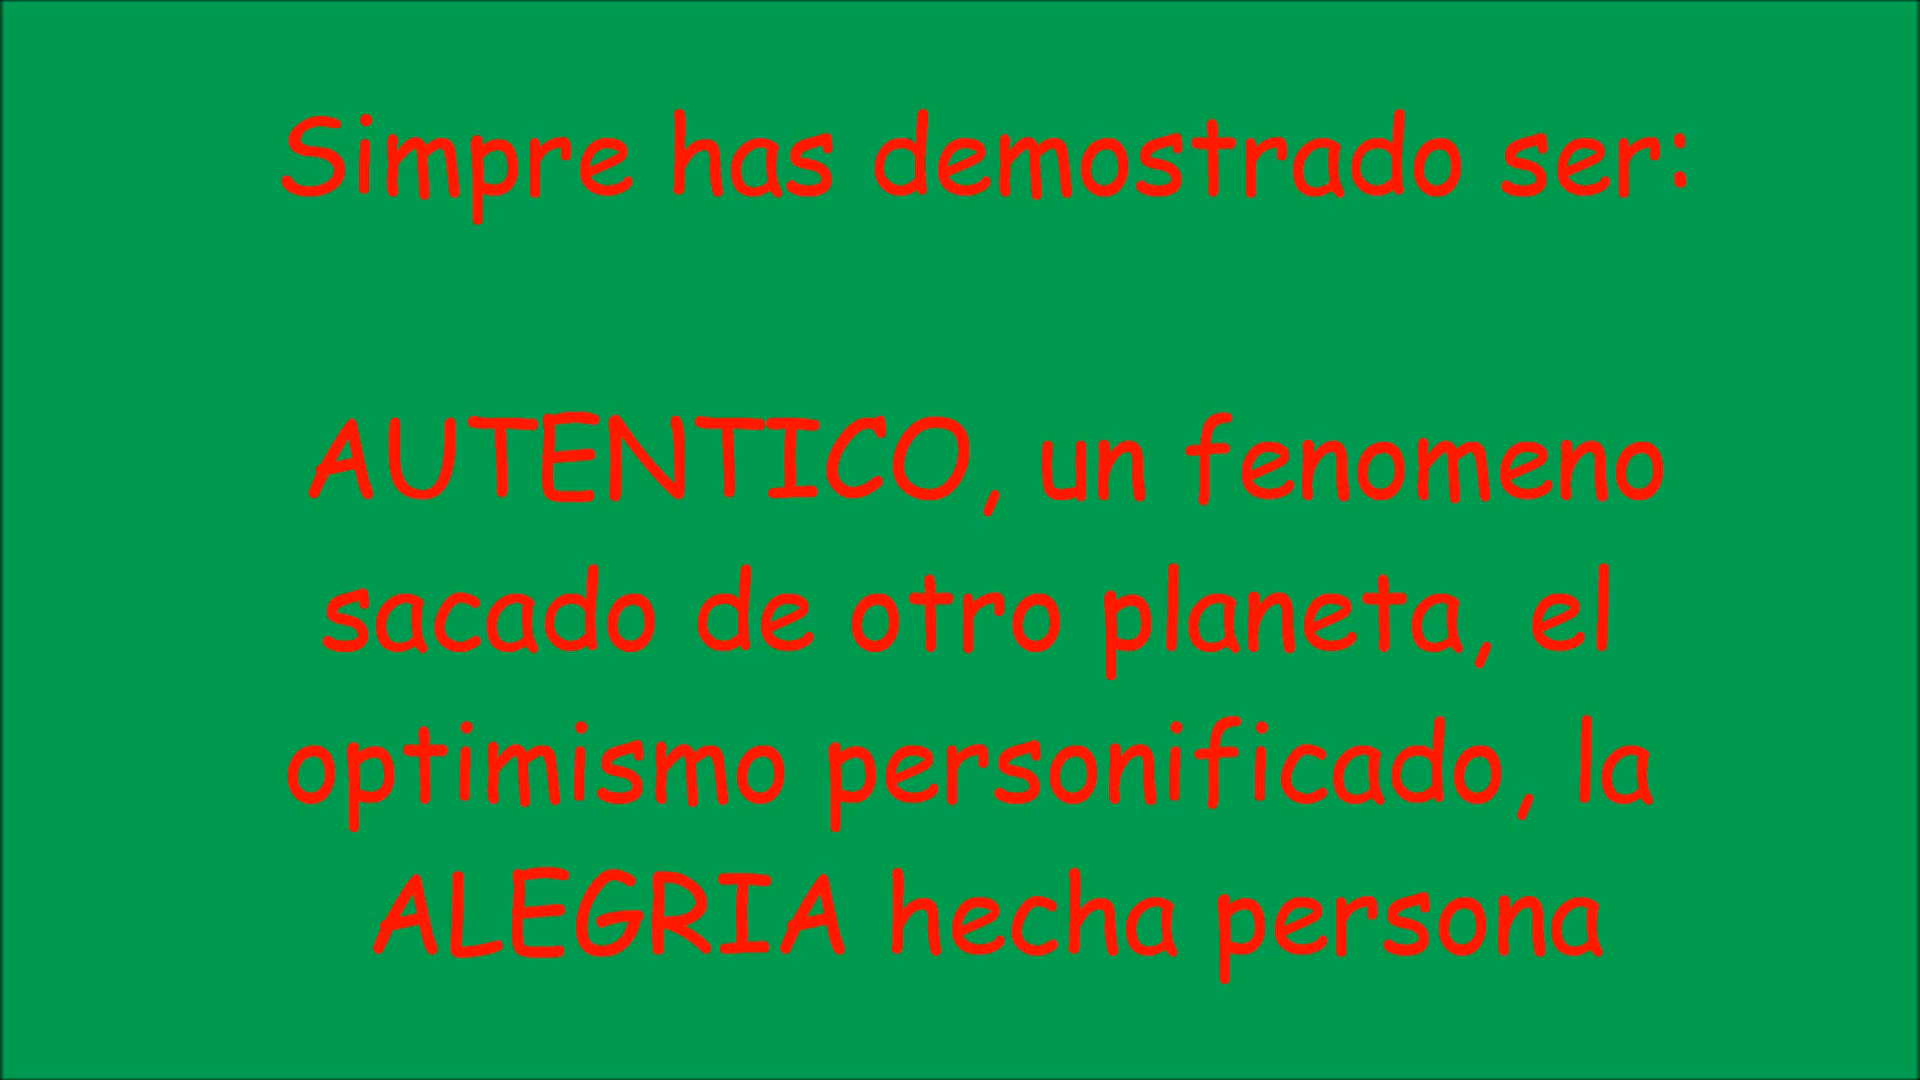 Simpre has demostrado ser:
AUTENTICO, un fenomeno
sacado de otro planeta, el
optimismo personificado, la
ALEGRIA hecha persona